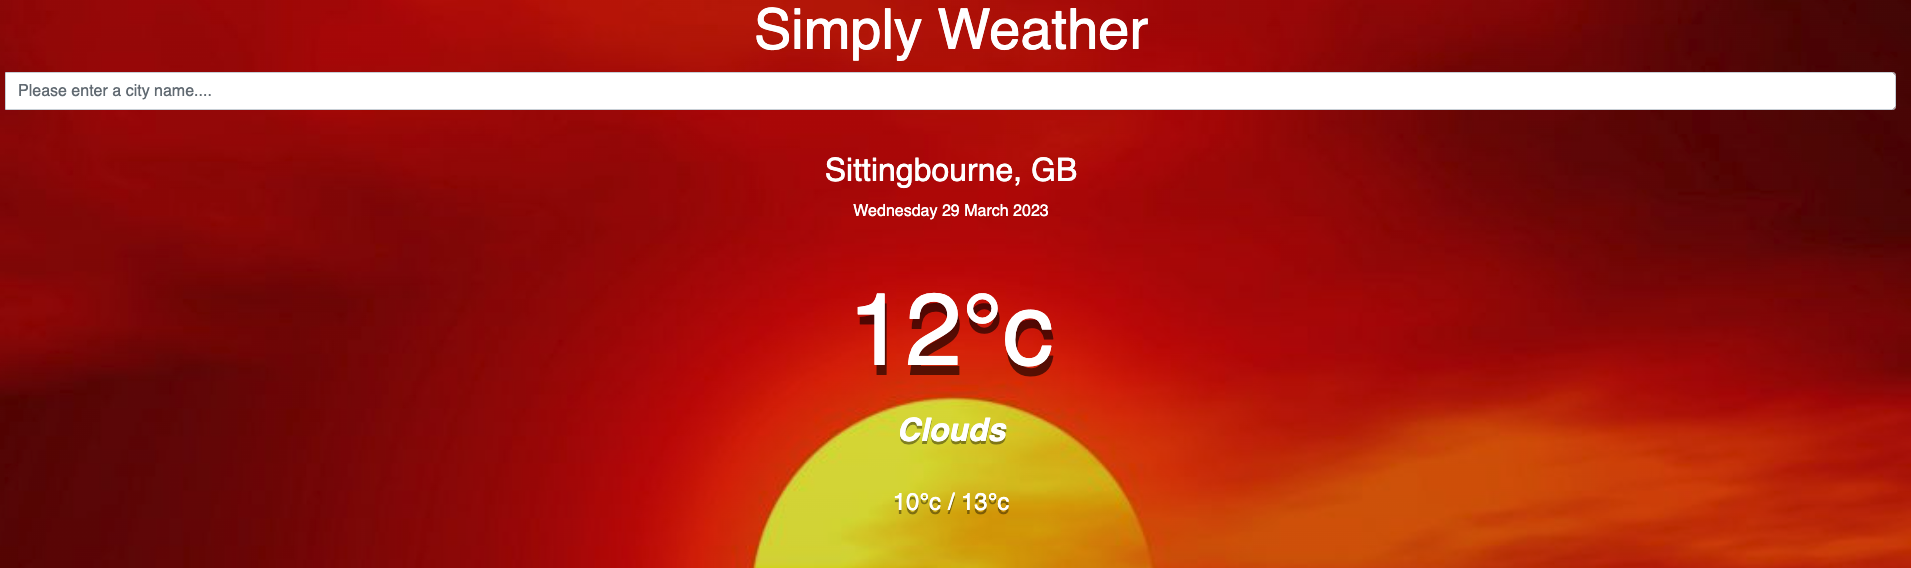 Simply Weather
Please enter a city name....
Sittingbourne, GB
Wednesday 29 March 2023
12°c
Clouds
10°c / 13°c